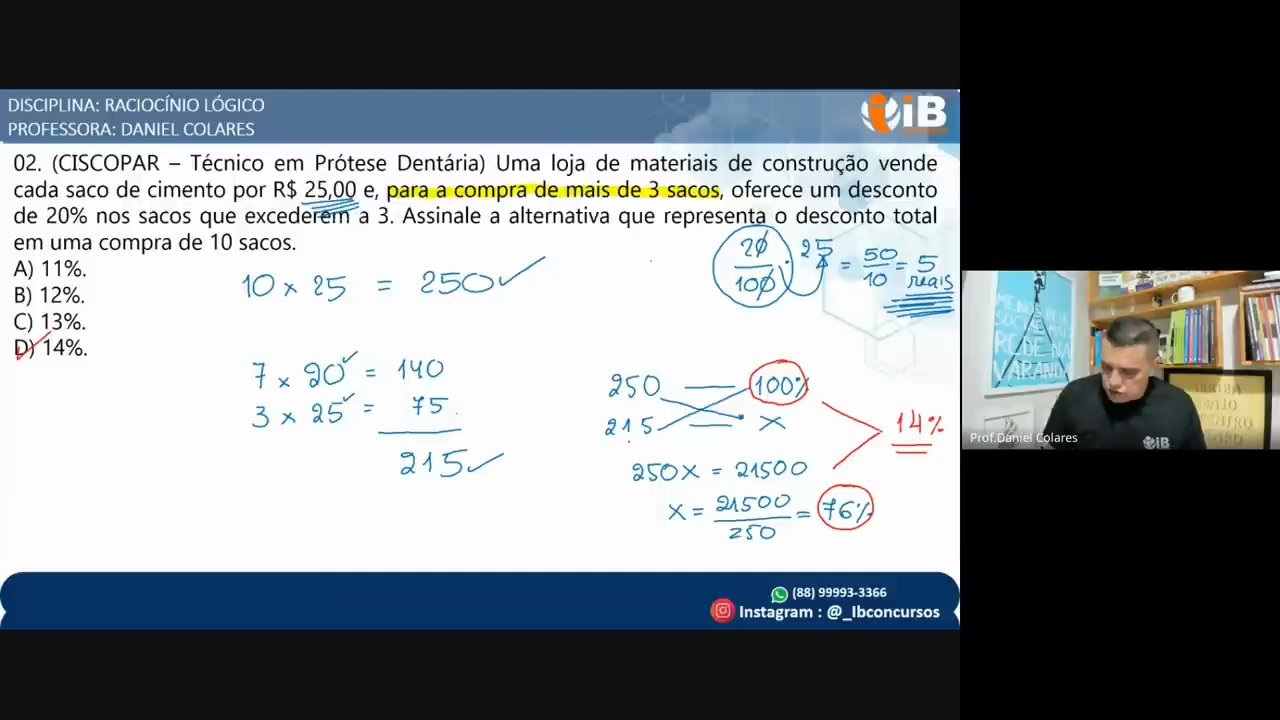 DISCIPLINA: RACIOCÍNIO LÓGICO
PROFESSORA: DANIEL COLARES
iB
02. (CISCOPAR – Técnico em Prótese Dentária) Uma loja de materiais de construção vende
cada saco de cimento por R$ 25,00 e, para a compra de mais de 3 sacos, oferece um desconto
de 20% nos sacos que excederem a 3. Assinale a alternativa que representa o desconto total
em uma compra de 10 sacos.
A) 11%.
B) 12%.
C) 13%.
D) 14%.
10 × 25 = 250
20/100 · 25 = 50/10 = 5
reais
7 × 20 = 140
3 × 25 = 75
215
250 — 100%
215 — x
14%
250x = 21500
x = 21500/250 = 76%
(88) 99993-3366
Instagram : @_Ibconcursos
Prof.Daniel Colares
iB